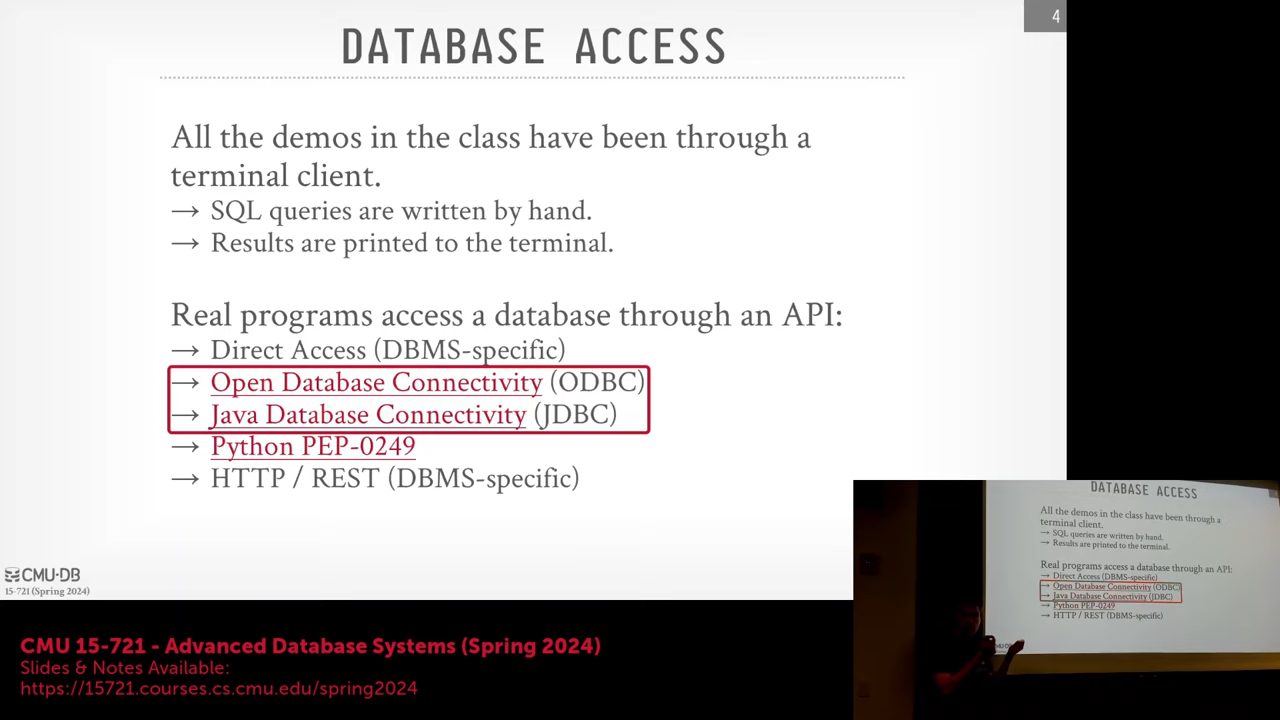 4
DATABASE ACCESS
All the demos in the class have been through a
terminal client.
→ SQL queries are written by hand.
→ Results are printed to the terminal.
Real programs access a database through an API:
→ Direct Access (DBMS-specific)
→ Open Database Connectivity (ODBC)
→ Java Database Connectivity (JDBC)
→ Python PEP-0249
→ HTTP / REST (DBMS-specific)
CMU·DB
15-721 (Spring 2024)
DATABASE ACCESS
All the demos in the class have been through a
terminal client.
→ SQL queries are written by hand.
→ Results are printed to the terminal.
Real programs access a database through an API:
→ Direct Access (DBMS-specific)
→ Open Database Connectivity (ODBC)
→ Java Database Connectivity (JDBC)
→ Python PEP-0249
→ HTTP / REST (DBMS-specific)
CMU 15-721 - Advanced Database Systems (Spring 2024)
Slides & Notes Available:
https://15721.courses.cs.cmu.edu/spring2024